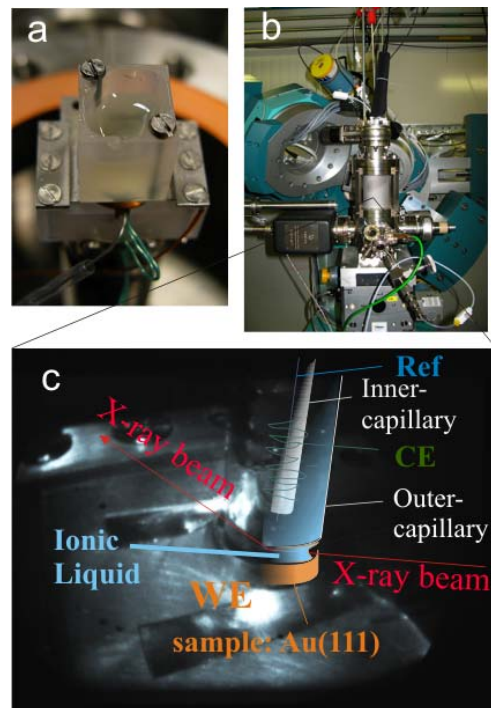 a
b
c
Ref
Inner-
capillary
CE
X-ray beam
Outer-
capillary
Ionic
Liquid
X-ray beam
WE
sample: Au(111)